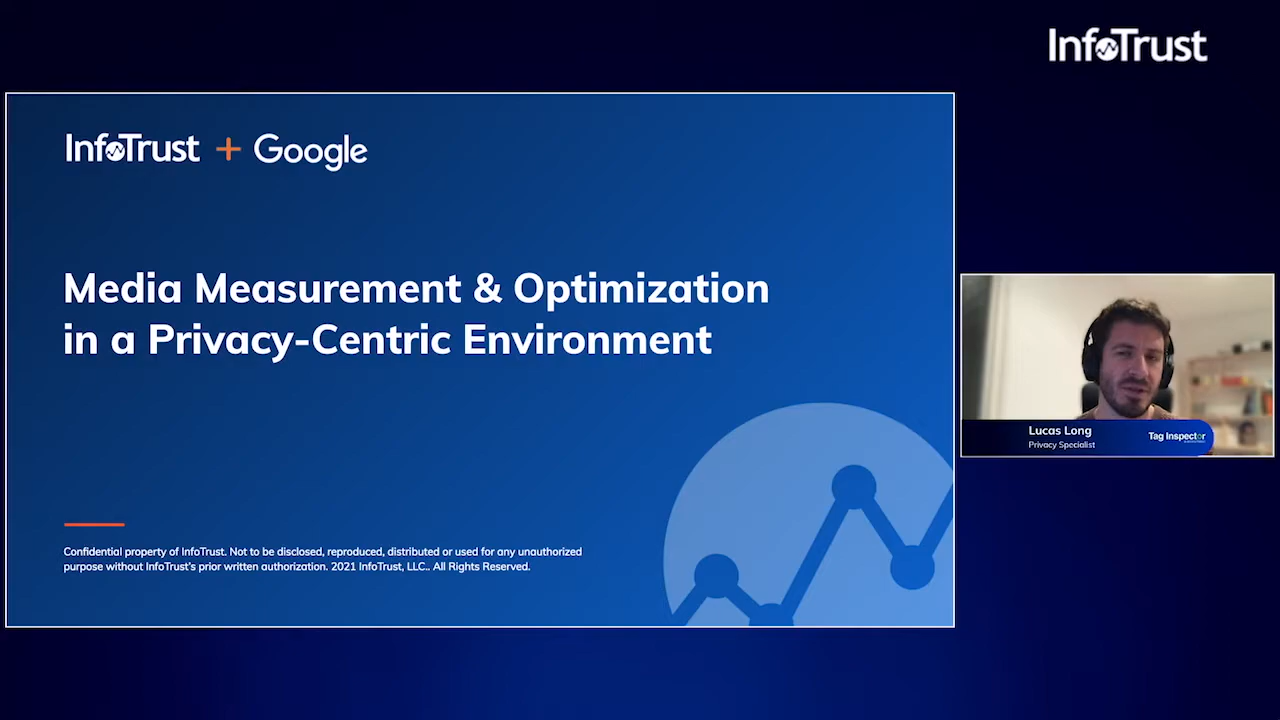 InfoTrust
InfoTrust + Google
Media Measurement & Optimization
in a Privacy-Centric Environment
Confidential property of InfoTrust. Not to be disclosed, reproduced, distributed or used for any unauthorized
purpose without InfoTrust's prior written authorization. 2021 InfoTrust, LLC.. All Rights Reserved.
Lucas Long
Privacy Specialist
Tag Inspector